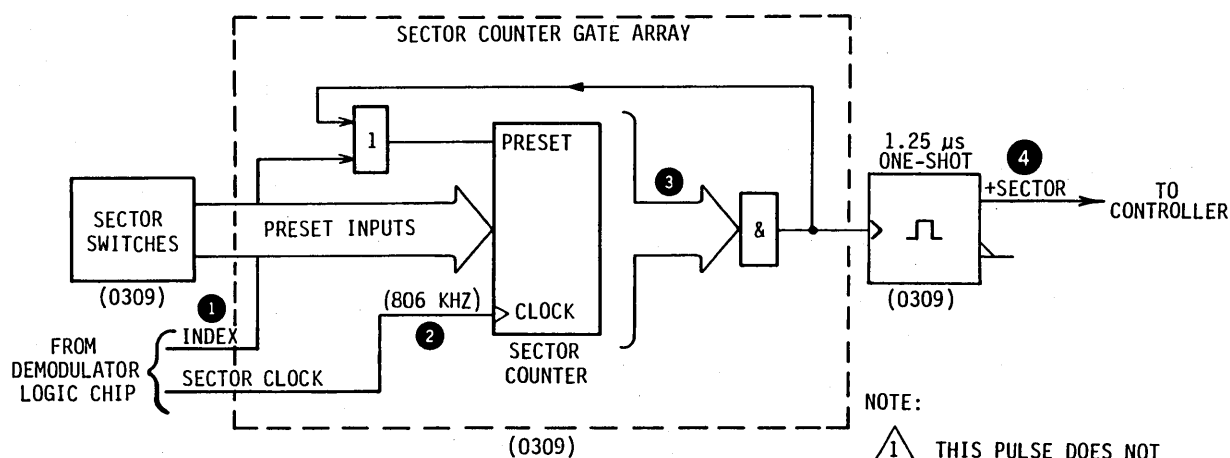 SECTOR COUNTER GATE ARRAY
1
PRESET
3
1.25 µs
ONE-SHOT
4
+SECTOR
TO
CONTROLLER
SECTOR
SWITCHES
PRESET INPUTS
&
(0309)
(0309)
1
INDEX
(806 KHZ)
2
CLOCK
FROM
DEMODULATOR
LOGIC CHIP
SECTOR CLOCK
SECTOR
COUNTER
(0309)
NOTE:
1 THIS PULSE DOES NOT